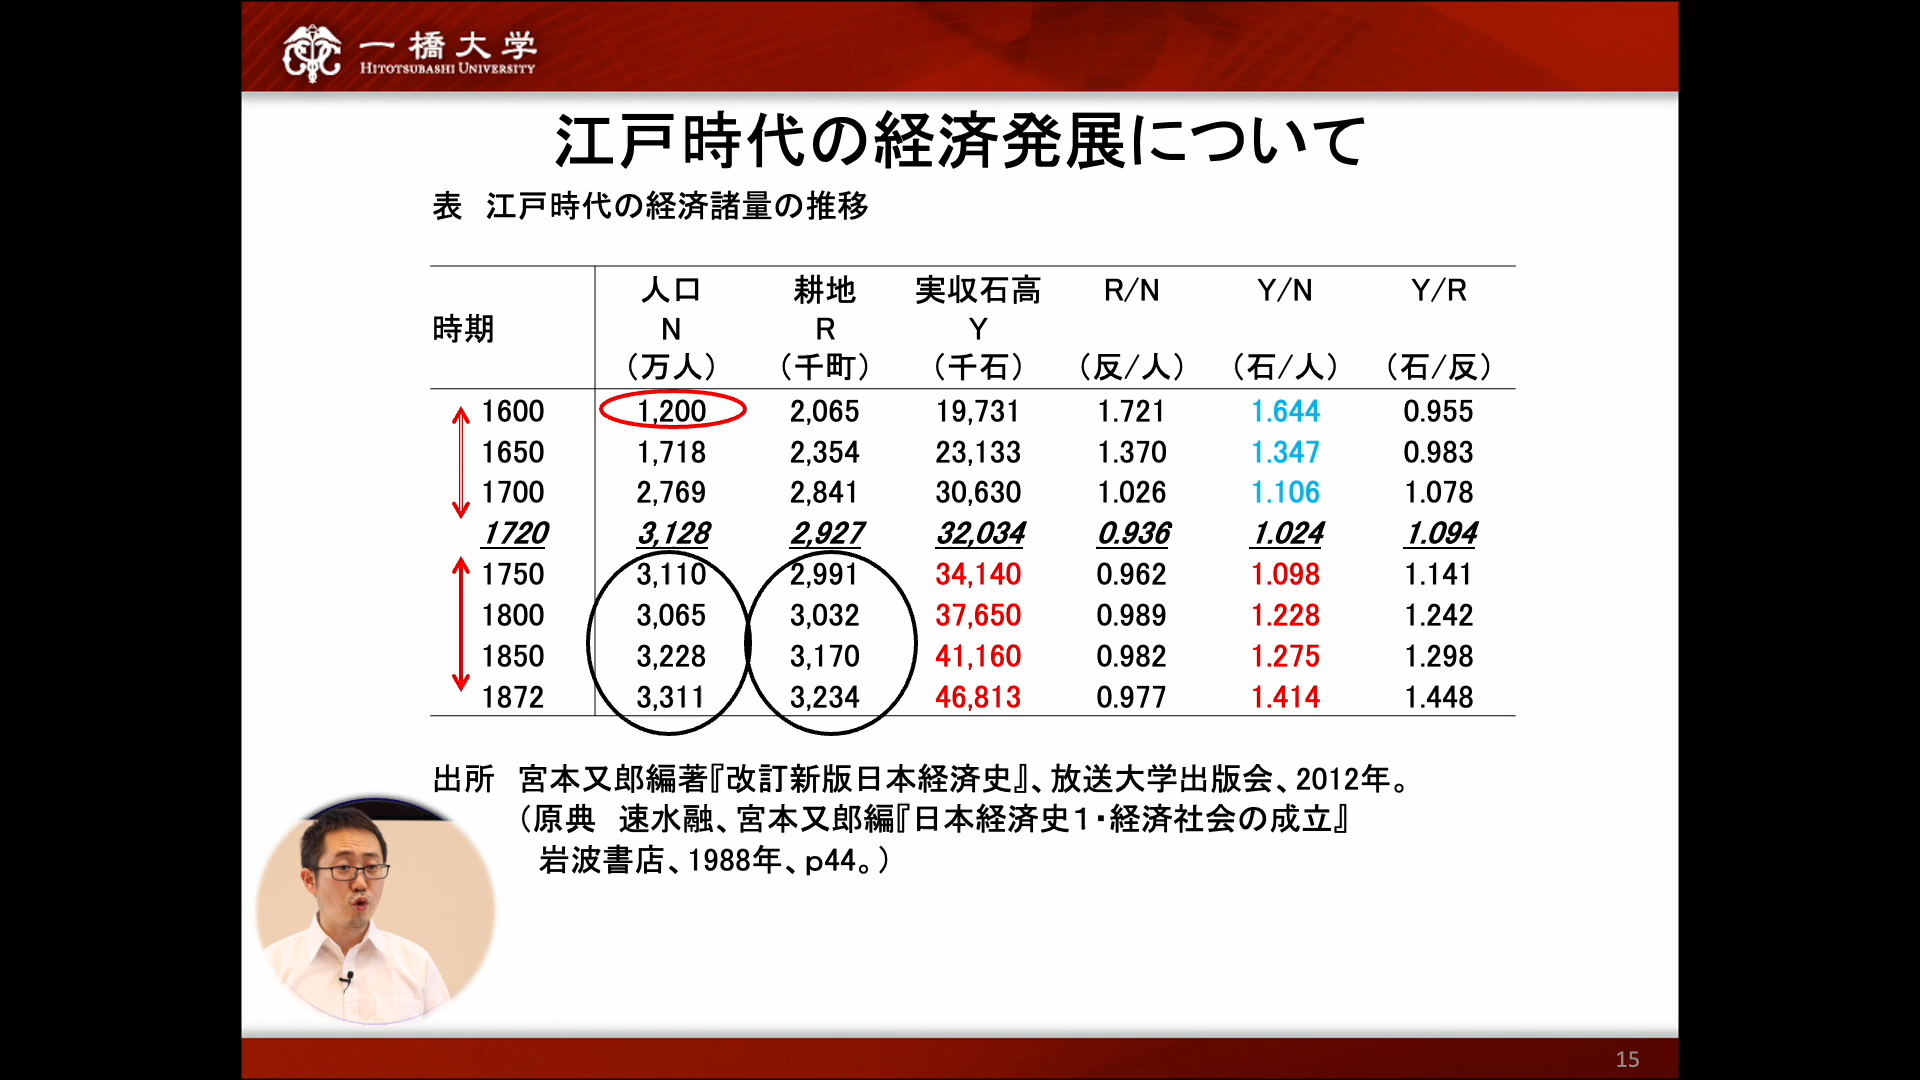 一橋大学
HITOTSUBASHI UNIVERSITY
江戸時代の経済発展について
表　江戸時代の経済諸量の推移
時期 人口 N （万人） 耕地 R （千町） 実収石高 Y （千石） R/N （反/人） Y/N （石/人） Y/R （石/反）
1600 1,200 2,065 19,731 1.721 1.644 0.955
1650 1,718 2,354 23,133 1.370 1.347 0.983
1700 2,769 2,841 30,630 1.026 1.106 1.078
1720 3,128 2,927 32,034 0.936 1.024 1.094
1750 3,110 2,991 34,140 0.962 1.098 1.141
1800 3,065 3,032 37,650 0.989 1.228 1.242
1850 3,228 3,170 41,160 0.982 1.275 1.298
1872 3,311 3,234 46,813 0.977 1.414 1.448
出所　宮本又郎編著『改訂新版日本経済史』、放送大学出版会、2012年。
（原典　速水融、宮本又郎編『日本経済史１・経済社会の成立』
岩波書店、1988年、p44。）
15